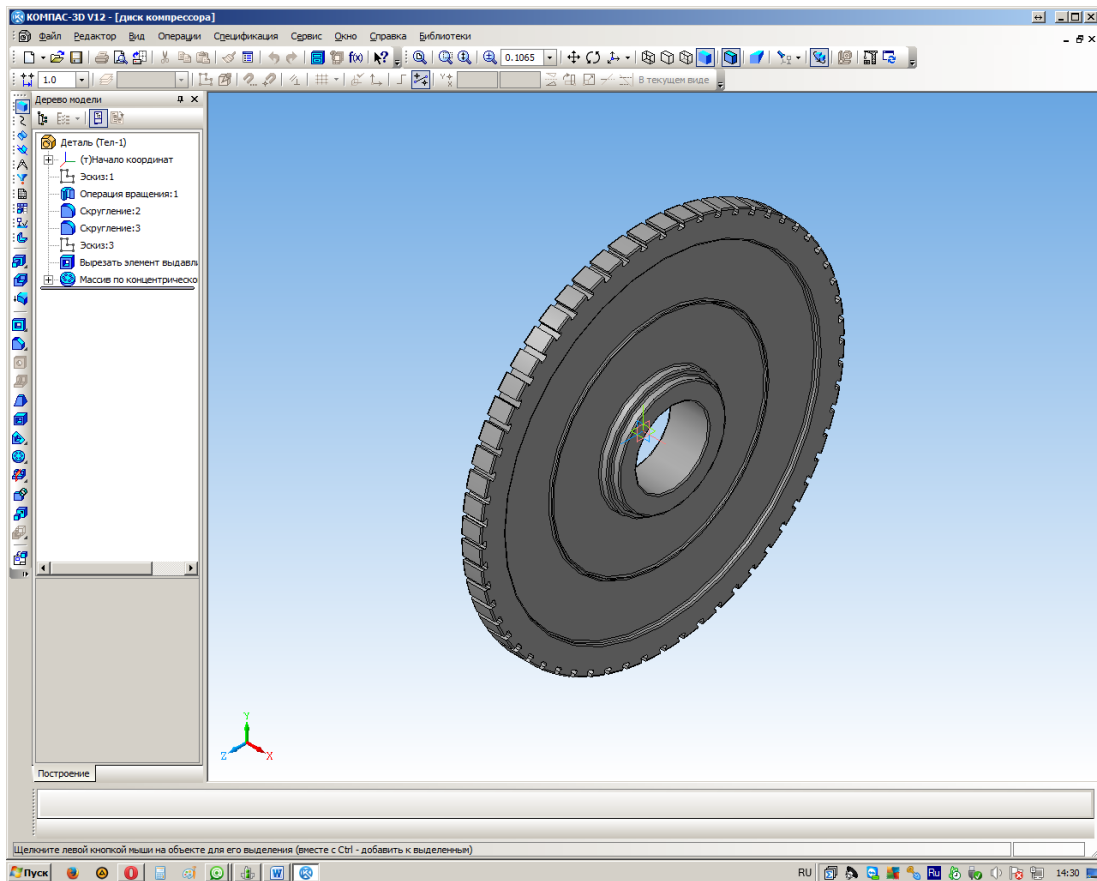 КОМПАС-3D V12 - [диск компрессора]
Файл Редактор Вид Операции Спецификация Сервис Окно Справка Библиотеки
0.1065
1.0 В текущем виде
Дерево модели
Деталь (Тел-1)
(т)Начало координат
Эскиз:1
Операция вращения:1
Скругление:2
Скругление:3
Эскиз:3
Вырезать элемент выдавл
Массив по концентрическо
Y
Z X
Построение
Щелкните левой кнопкой мыши на объекте для его выделения (вместе с Ctrl - добавить к выделенным)
Пуск RU Ru 14:30